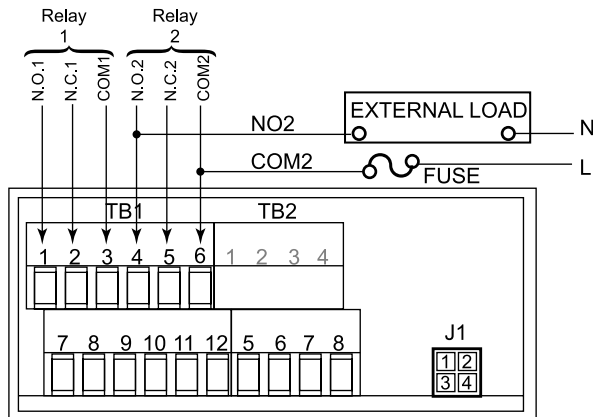 Relay 1
Relay 2
N.O.1
N.C.1
COM1
N.O.2
N.C.2
COM2
EXTERNAL LOAD
NO2
N
COM2
FUSE
L
TB1
TB2
1 2 3 4 5 6
1 2 3 4
7 8 9 10 11 12
5 6 7 8
J1
1 2
3 4